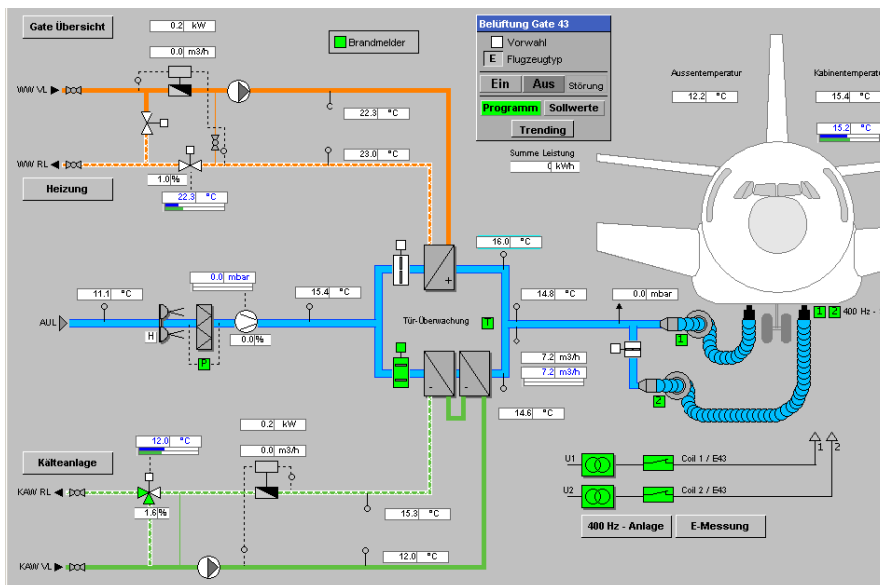 Gate Übersicht
0.2 kW
0.0 m3/h
Brandmelder
Belüftung Gate 43
Vorwahl
E Flugzeugtyp
Ein Aus Störung
Programm Sollwerte
Trending
Summe Leistung
0 kWh
Aussentemperatur
12.2 °C
Kabinentemperatur
15.4 °C
15.2 °C
WW VL
22.3 °C
WW RL
23.0 °C
1.0 %
22.3 °C
Heizung
16.0 °C
0.0 mbar
11.1 °C
15.4 °C
14.8 °C
0.0 mbar
AUL
H
P
0.0 %
Tür-Überwachung T
+
1 2 400 Hz -
1
7.2 m3/h
7.2 m3/h
- -
2
14.6 °C
0.2 kW
12.0 °C
0.0 m3/h
Kälteanlage
KAW RL
1.6 %
15.3 °C
12.0 °C
KAW VL
1 2
U1 Coil 1 / E43
U2 Coil 2 / E43
400 Hz - Anlage E-Messung